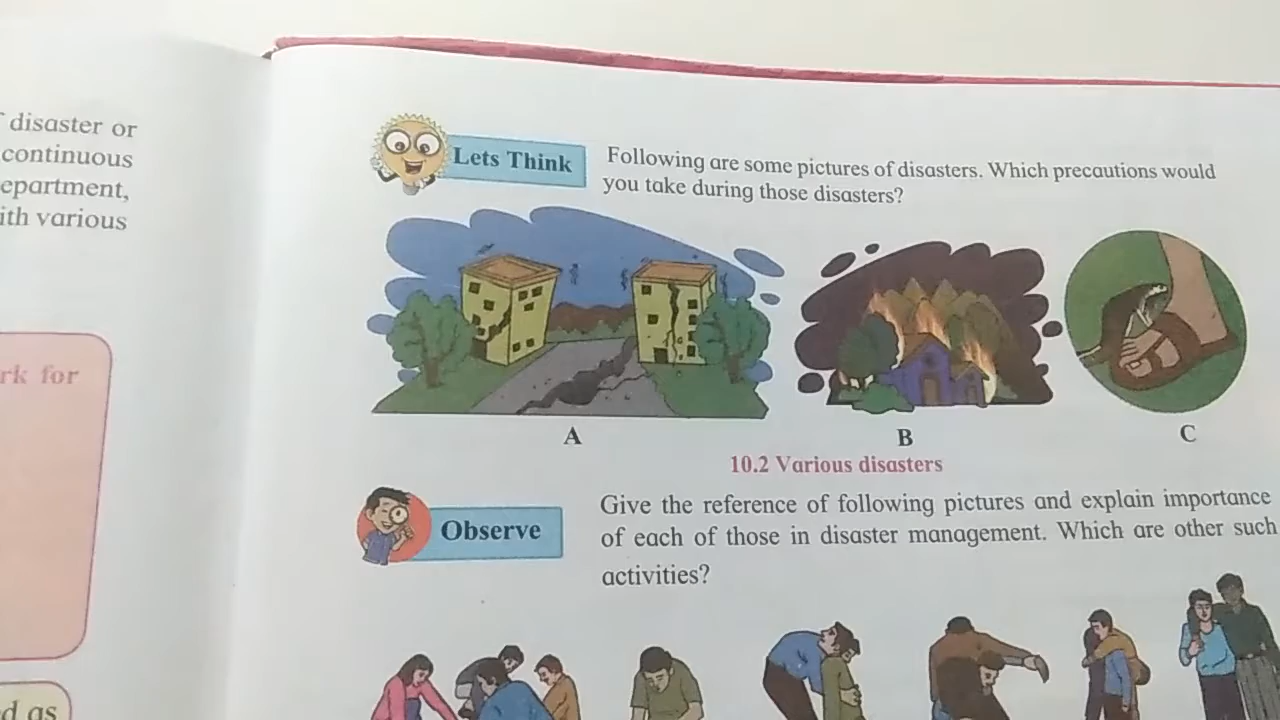 disaster or
continuous
epartment,
ith various
rk for
d as
Lets Think
Following are some pictures of disasters. Which precautions would
you take during those disasters?
A
B
C
10.2 Various disasters
Observe
Give the reference of following pictures and explain importance
of each of those in disaster management. Which are other such
activities?